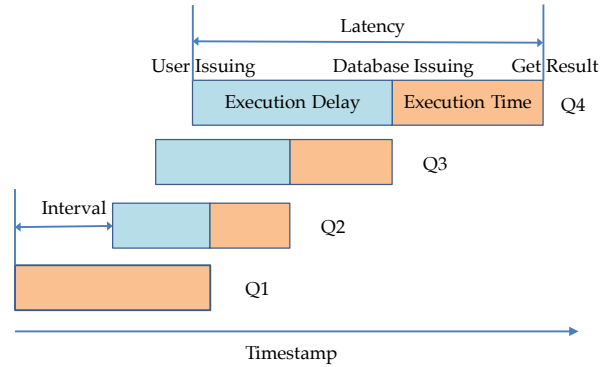 Latency
User Issuing Database Issuing Get Result
Execution Delay Execution Time Q4
Q3
Interval
Q2
Q1
Timestamp